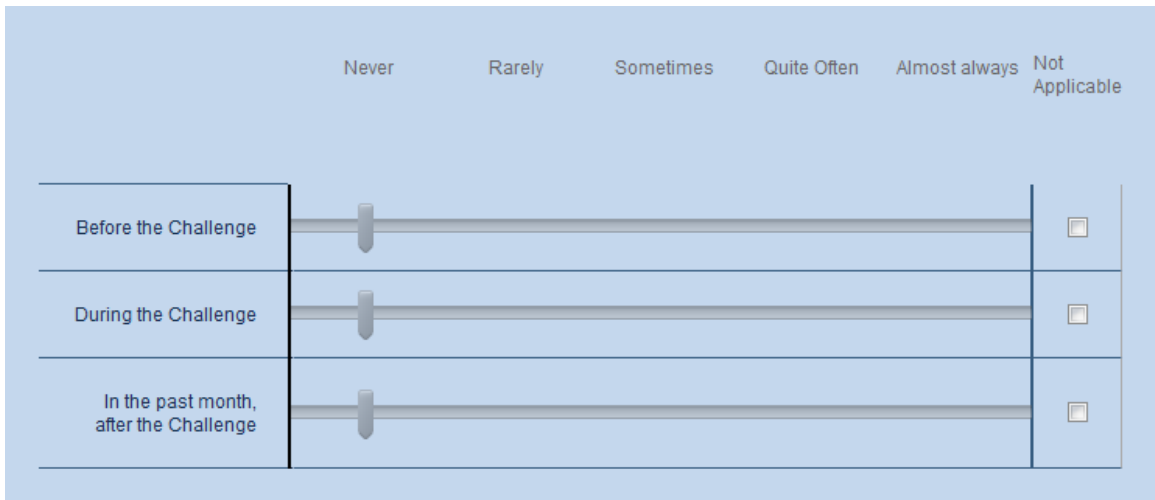 Never Rarely Sometimes Quite Often Almost always Not
Applicable
Before the Challenge
During the Challenge
In the past month,
after the Challenge